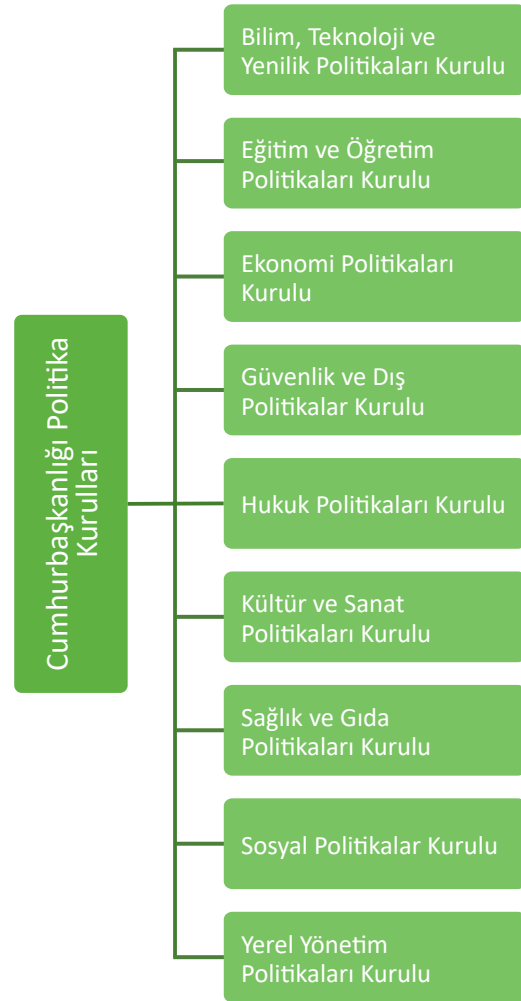 Cumhurbaşkanlığı Politika
Kurulları
Bilim, Teknoloji ve
Yenilik Politikaları Kurulu
Eğitim ve Öğretim
Politikaları Kurulu
Ekonomi Politikaları
Kurulu
Güvenlik ve Dış
Politikalar Kurulu
Hukuk Politikaları Kurulu
Kültür ve Sanat
Politikaları Kurulu
Sağlık ve Gıda
Politikaları Kurulu
Sosyal Politikalar Kurulu
Yerel Yönetim
Politikaları Kurulu